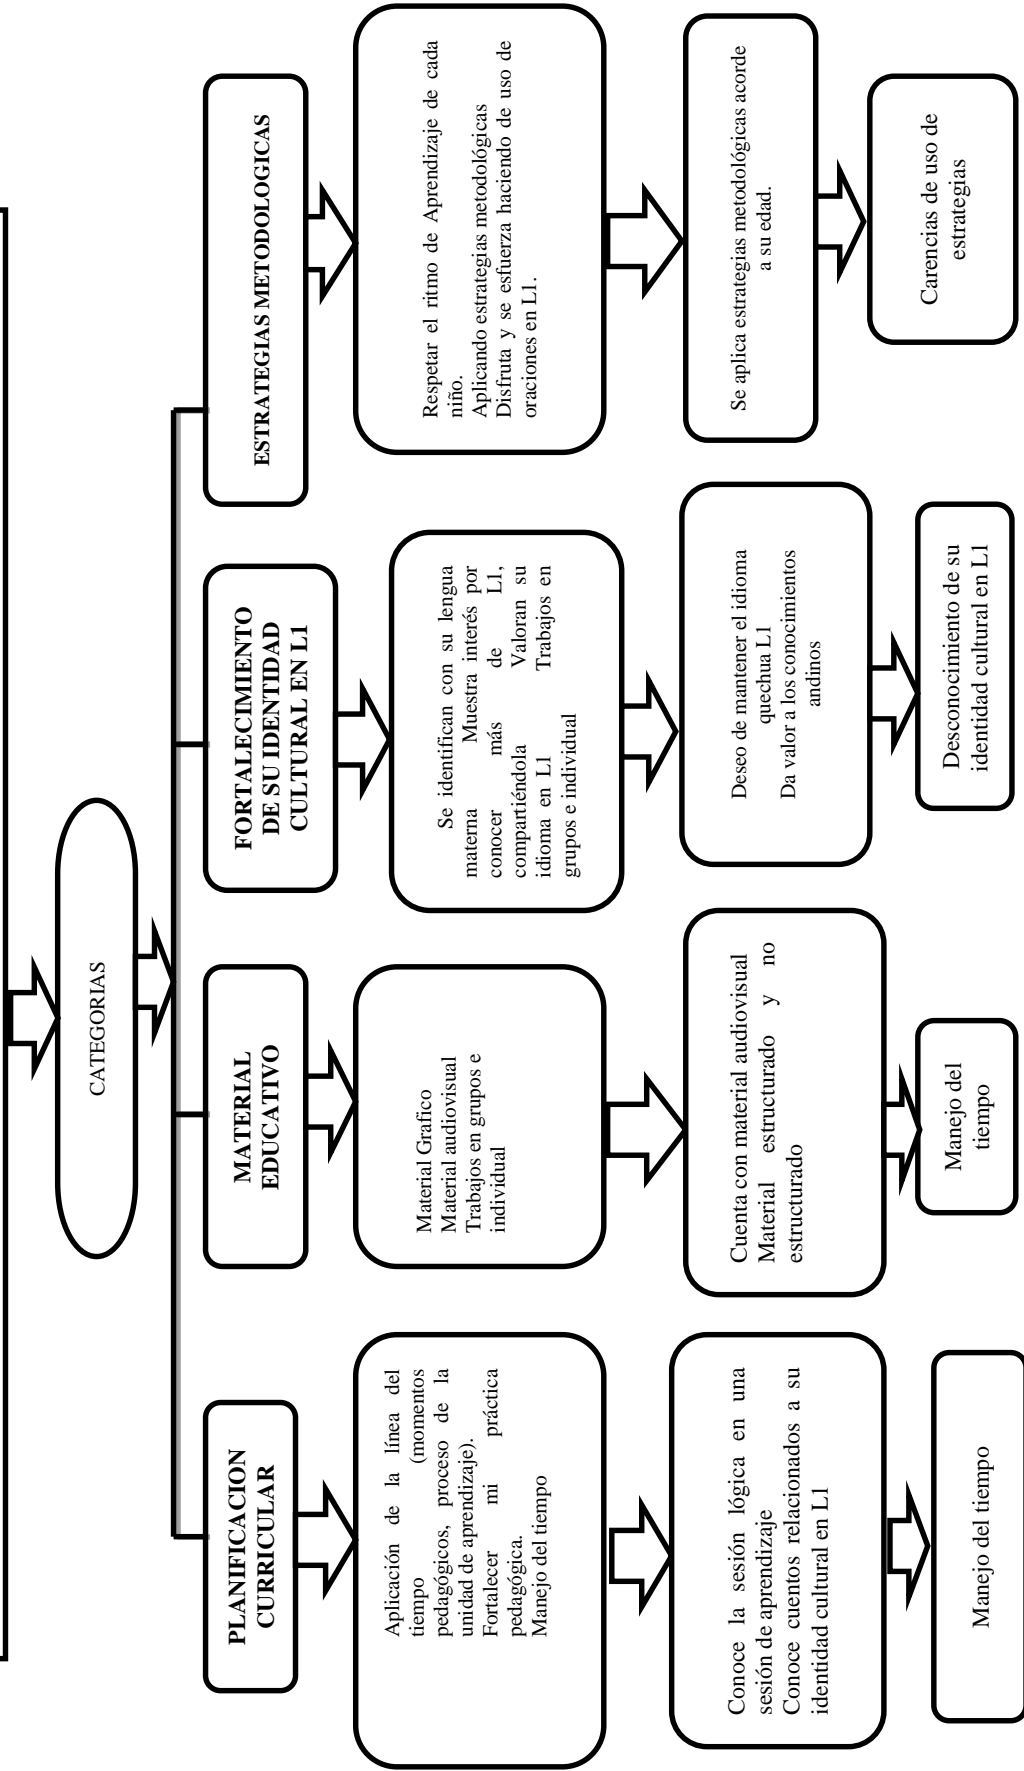 CATEGORIAS
PLANIFICACION
CURRICULAR
MATERIAL
EDUCATIVO
FORTALECIMIENTO
DE SU IDENTIDAD
CULTURAL EN L1
ESTRATEGIAS METODOLOGICAS
Aplicación de la línea del
tiempo (momentos
pedagógicos, proceso de la
unidad de aprendizaje).
Fortalecer mi práctica
pedagógica.
Manejo del tiempo
Material Grafico
Material audiovisual
Trabajos en grupos e
individual
Se identifican con su lengua
materna Muestra interés por
conocer más de L1,
compartiéndola Valoran su
idioma en L1 Trabajos en
grupos e individual
Respetar el ritmo de Aprendizaje de cada
niño.
Aplicando estrategias metodológicas
Disfruta y se esfuerza haciendo de uso de
oraciones en L1.
Conoce la sesión lógica en una
sesión de aprendizaje
Conoce cuentos relacionados a su
identidad cultural en L1
Cuenta con material audiovisual
Material estructurado y no
estructurado
Deseo de mantener el idioma
quechua L1
Da valor a los conocimientos
andinos
Se aplica estrategias metodológicas acorde
a su edad.
Manejo del tiempo
Manejo del
tiempo
Desconocimiento de su
identidad cultural en L1
Carencias de uso de
estrategias